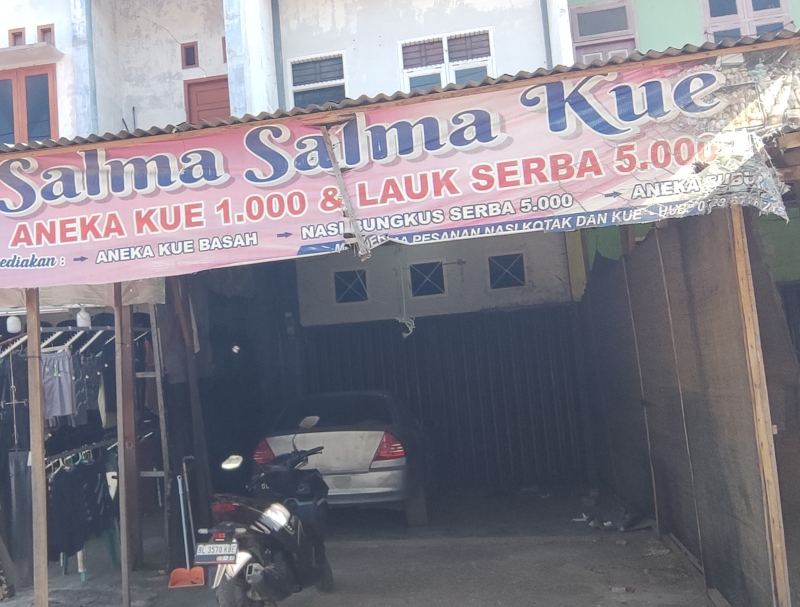 Salma Salma Kue
ANEKA KUE 1.000 & LAUK SERBA 5.000
ediakan : → ANEKA KUE BASAH → NASI BUNGKUS SERBA 5.000 → ANEKA
PESANAN NASI KOTAK DAN KUE - HUB
BL 3570 K